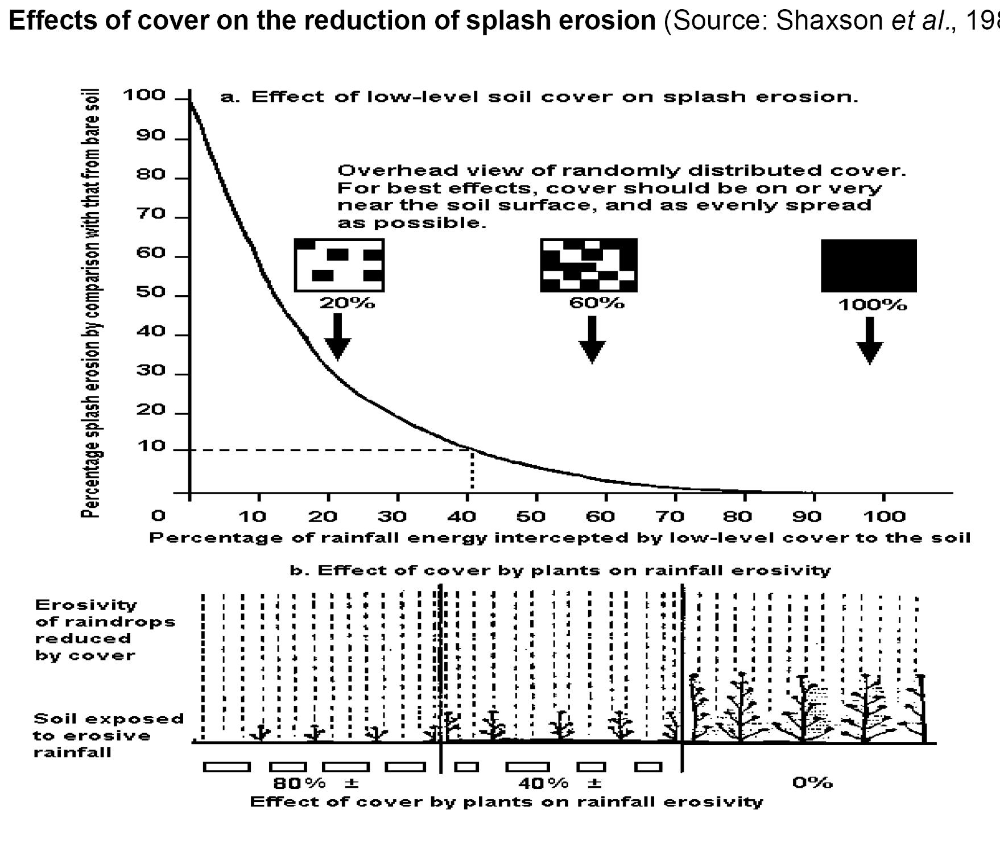 Effects of cover on the reduction of splash erosion (Source: Shaxson et al., 198
a. Effect of low-level soil cover on splash erosion.
Percentage splash erosion by comparison with that from bare soil
100
90
80
70
60
50
40
30
20
10
Overhead view of randomly distributed cover.
For best effects, cover should be on or very
near the soil surface, and as evenly spread
as possible.
20%
60%
100%
0 10 20 30 40 50 60 70 80 90 100
Percentage of rainfall energy intercepted by low-level cover to the soil
b. Effect of cover by plants on rainfall erosivity
Erosivity
of raindrops
reduced
by cover
Soil exposed
to erosive
rainfall
80% ±
40% ±
0%
Effect of cover by plants on rainfall erosivity